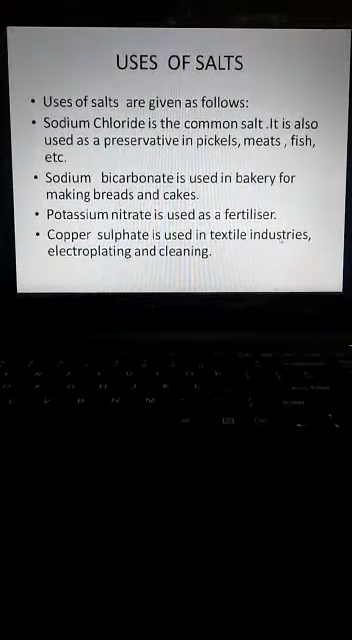 USES OF SALTS
• Uses of salts are given as follows:
• Sodium Chloride is the common salt .It is also
used as a preservative in pickels, meats , fish,
etc.
• Sodium bicarbonate is used in bakery for
making breads and cakes.
• Potassium nitrate is used as a fertiliser.
• Copper sulphate is used in textile industries,
electroplating and cleaning.